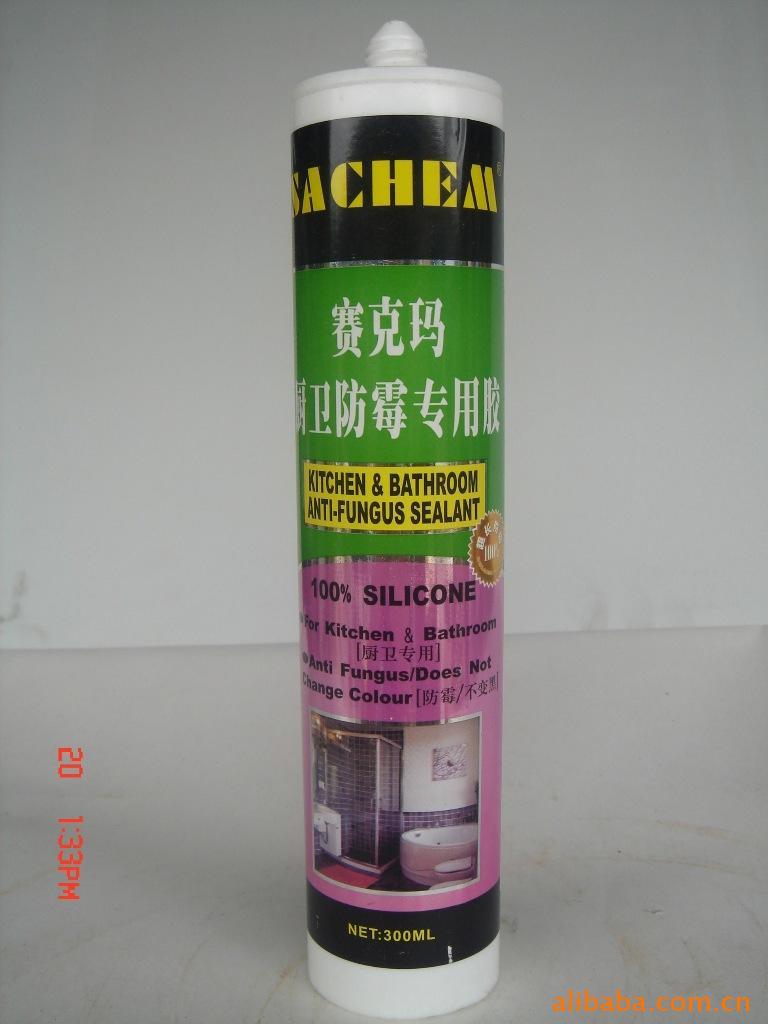 SACHEM®
赛克玛
厨卫防霉专用胶
KITCHEN & BATHROOM
ANTI-FUNGUS SEALANT
100%
100% SILICONE
For Kitchen & Bathroom
[厨卫专用]
Anti Fungus/Does Not
Change Colour [防霉/不变黑]
NET:300ML
20 1:33PM
alibaba.com.cn